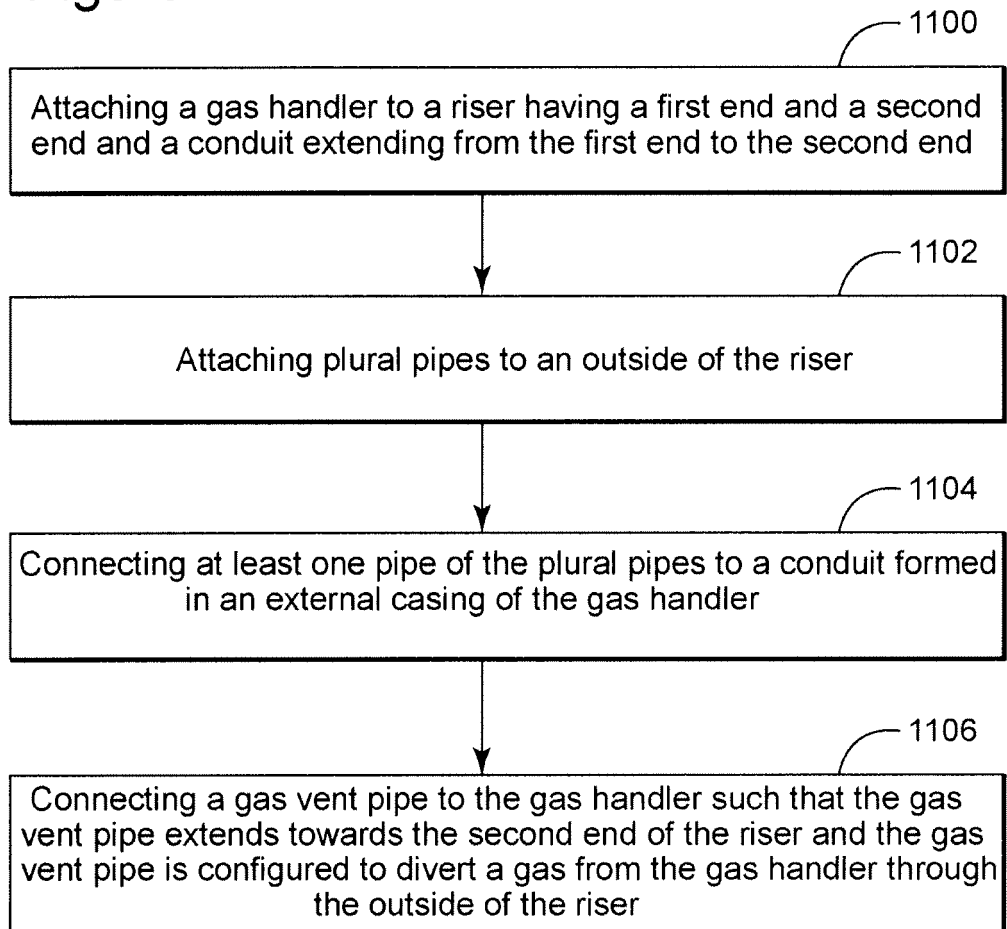 1100
Attaching a gas handler to a riser having a first end and a second
end and a conduit extending from the first end to the second end
1102
Attaching plural pipes to an outside of the riser
1104
Connecting at least one pipe of the plural pipes to a conduit formed
in an external casing of the gas handler
1106
Connecting a gas vent pipe to the gas handler such that the gas
vent pipe extends towards the second end of the riser and the gas
vent pipe is configured to divert a gas from the gas handler through
the outside of the riser